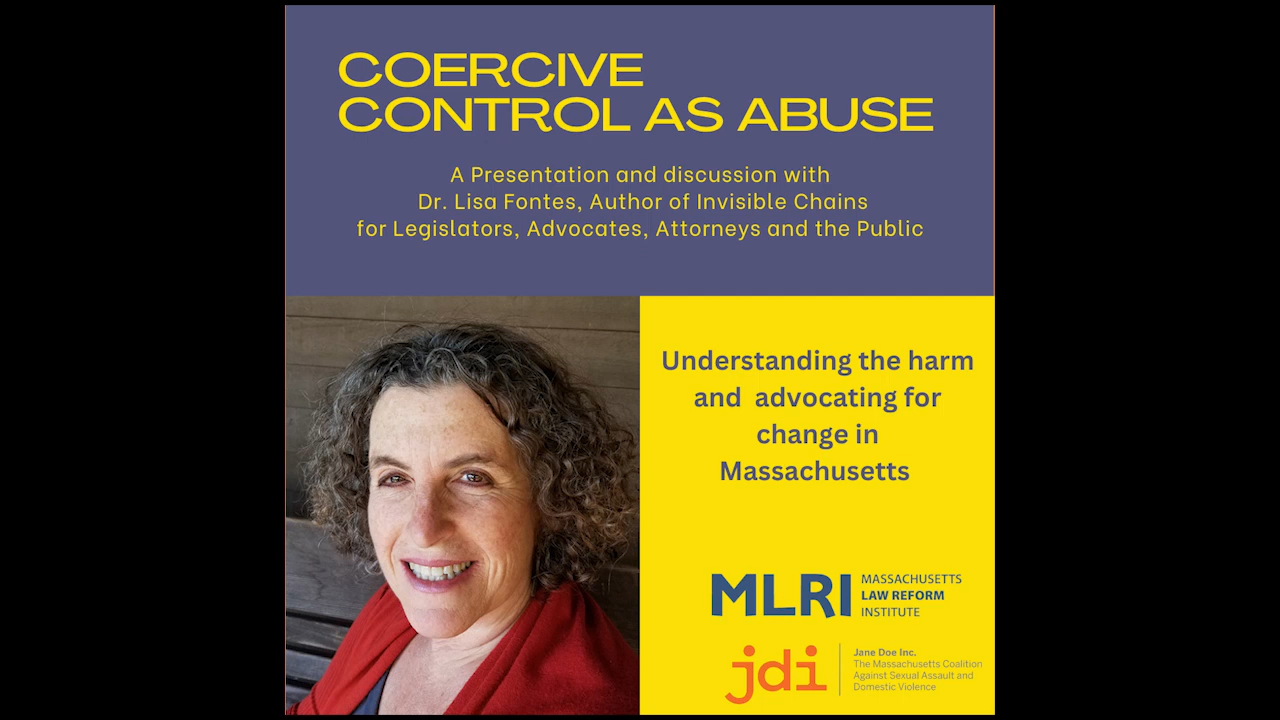 COERCIVE
CONTROL AS ABUSE
A Presentation and discussion with
Dr. Lisa Fontes, Author of Invisible Chains
for Legislators, Advocates, Attorneys and the Public
Understanding the harm
and advocating for
change in
Massachusetts
MLRI
MASSACHUSETTS
LAW REFORM
INSTITUTE
jdi
Jane Doe Inc.
The Massachusetts Coalition
Against Sexual Assault and
Domestic Violence